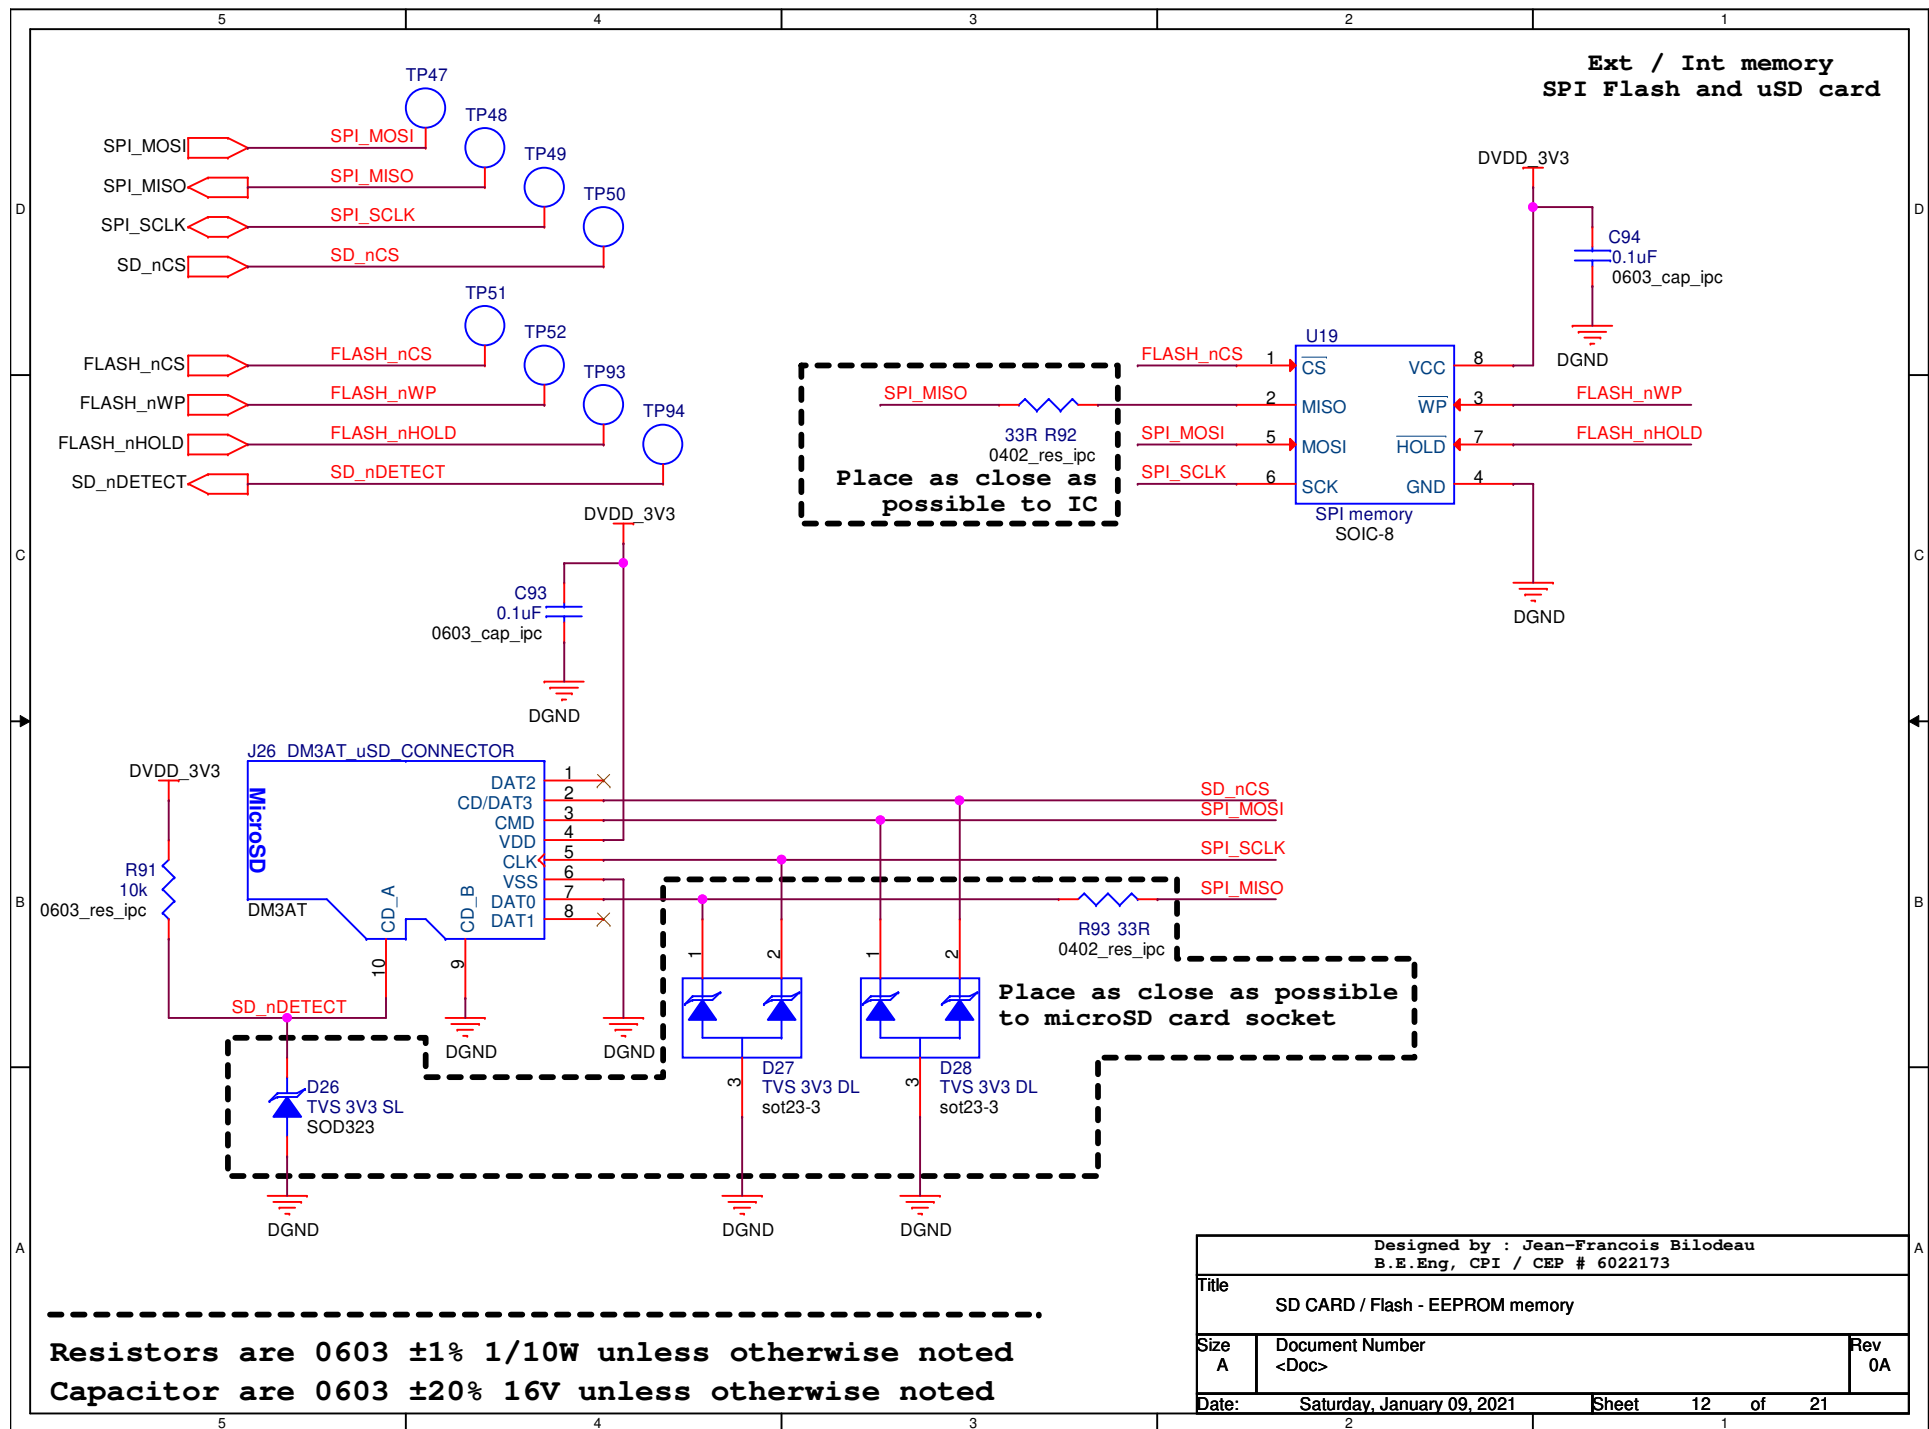 5 4 3 2 1
Ext / Int memory
SPI Flash and uSD card
TP47
SPI_MOSI SPI_MOSI
TP48
SPI_MISO SPI_MISO
TP49
SPI_SCLK SPI_SCLK
TP50
SD_nCS SD_nCS
TP51
FLASH_nCS FLASH_nCS
TP52
FLASH_nWP FLASH_nWP
TP93
FLASH_nHOLD FLASH_nHOLD
TP94
SD_nDETECT SD_nDETECT
D D
DVDD_3V3
C94
0.1uF
0603_cap_ipc
DGND
U19
FLASH_nCS 1 CS VCC 8
SPI_MISO 2 MISO WP 3 FLASH_nWP
33R R92
0402_res_ipc
SPI_MOSI 5 MOSI HOLD 7 FLASH_nHOLD
SPI_SCLK 6 SCK GND 4
Place as close as
possible to IC
SPI memory
SOIC-8
DGND
C C
DVDD_3V3
C93
0.1uF
0603_cap_ipc
DGND
J26 DM3AT_uSD_CONNECTOR
DVDD_3V3
MicroSD
DAT2 1
CD/DAT3 2 SD_nCS
CMD 3 SPI_MOSI
VDD 4
CLK 5 SPI_SCLK
VSS 6
DAT0 7 SPI_MISO
DAT1 8
R91
10k
0603_res_ipc
DM3AT
CD_A
CD_B
10
9
B B
R93 33R
0402_res_ipc
1 2 1 2
SD_nDETECT
DGND
DGND
Place as close as possible
to microSD card socket
D26
TVS 3V3 SL
SOD323
3
D27
TVS 3V3 DL
sot23-3
3
D28
TVS 3V3 DL
sot23-3
DGND
DGND
DGND
A A
Designed by : Jean-Francois Bilodeau
B.E.Eng, CPI / CEP # 6022173
Title
SD CARD / Flash - EEPROM memory
Size
A
Document Number
<Doc>
Rev
0A
Date: Saturday, January 09, 2021 Sheet 12 of 21
Resistors are 0603 ±1% 1/10W unless otherwise noted
Capacitor are 0603 ±20% 16V unless otherwise noted
5 4 3 2 1